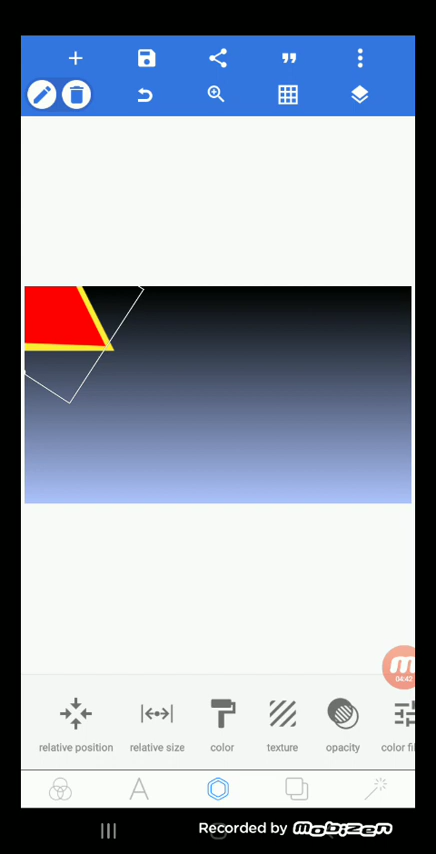 04:42
relative position relative size color texture opacity color fi
Recorded by mobizen